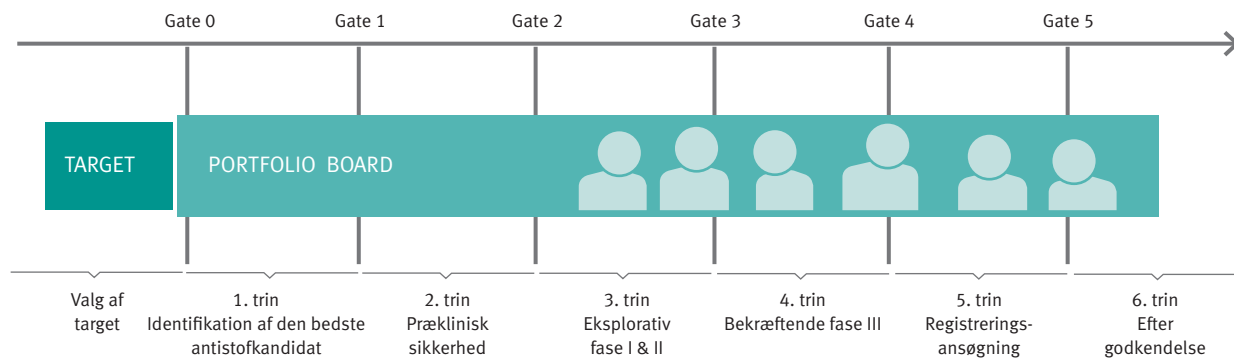 Gate 0
Gate 1
Gate 2
Gate 3
Gate 4
Gate 5
TARGET
PORTFOLIO BOARD
Valg af
target
1. trin
Identifikation af den bedste
antistofkandidat
2. trin
Præklinisk
sikkerhed
3. trin
Eksplorativ
fase I & II
4. trin
Bekræftende fase III
5. trin
Registrerings-
ansøgning
6. trin
Efter
godkendelse